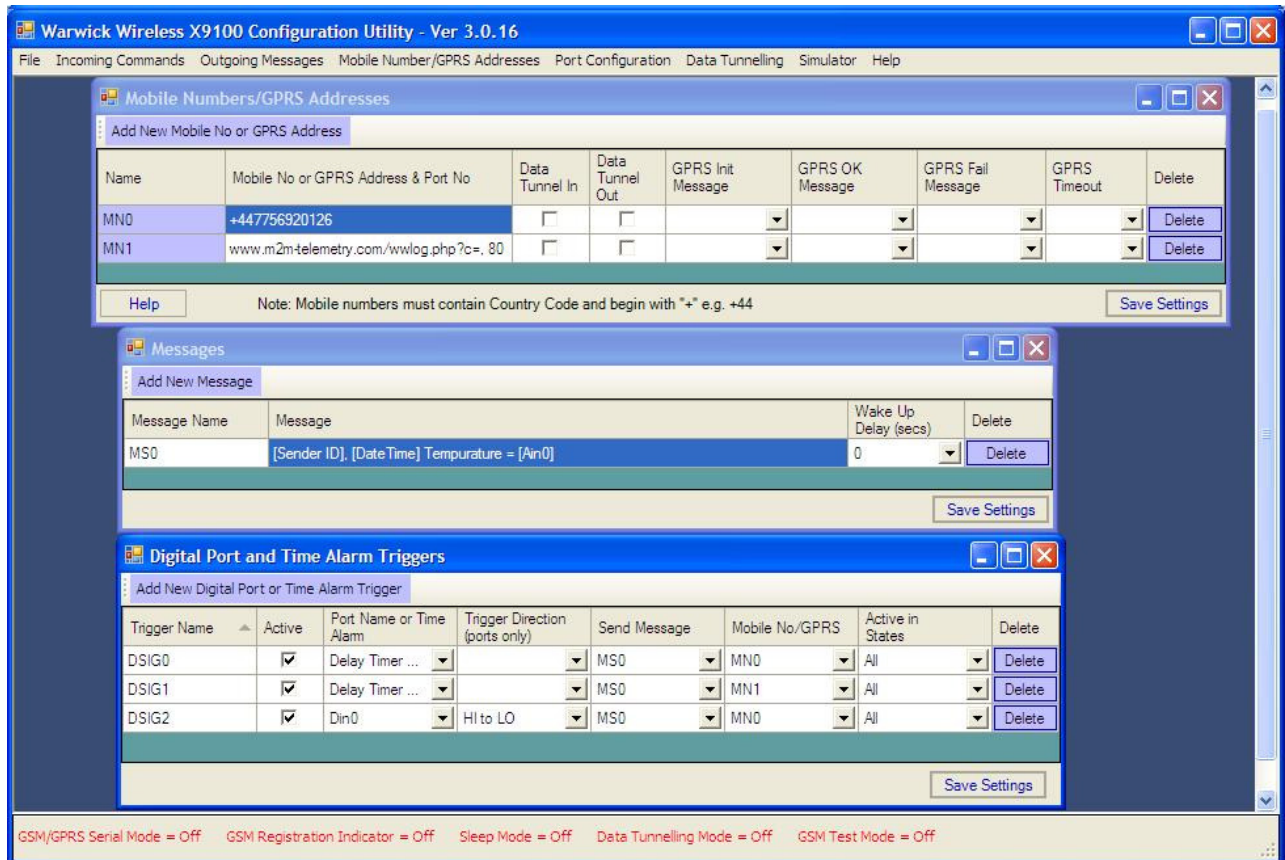 Warwick Wireless X9100 Configuration Utility - Ver 3.0.16
File Incoming Commands Outgoing Messages Mobile Number/GPRS Addresses Port Configuration Data Tunnelling Simulator Help
Mobile Numbers/GPRS Addresses
Add New Mobile No or GPRS Address
Name Mobile No or GPRS Address & Port No Data Tunnel In Data Tunnel Out GPRS Init Message GPRS OK Message GPRS Fail Message GPRS Timeout Delete
MN0 +447756920126 Delete
MN1 www.m2m-telemetry.com/wwlog.php?c=, 80 Delete
Help Note: Mobile numbers must contain Country Code and begin with "+" e.g. +44 Save Settings
Messages
Add New Message
Message Name Message Wake Up Delay (secs) Delete
MS0 [Sender ID], [DateTime] Tempurature = [Ain0] 0 Delete
Save Settings
Digital Port and Time Alarm Triggers
Add New Digital Port or Time Alarm Trigger
Trigger Name Active Port Name or Time Alarm Trigger Direction (ports only) Send Message Mobile No/GPRS Active in States Delete
DSIG0 Delay Timer ... MS0 MN0 All Delete
DSIG1 Delay Timer ... MS0 MN1 All Delete
DSIG2 Din0 HI to LO MS0 MN0 All Delete
Save Settings
GSM/GPRS Serial Mode = Off GSM Registration Indicator = Off Sleep Mode = Off Data Tunnelling Mode = Off GSM Test Mode = Off